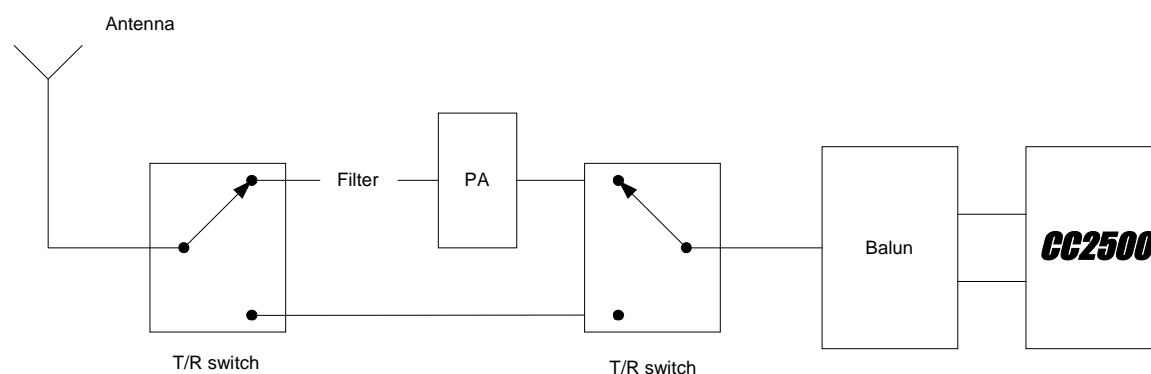 Antenna
Filter
PA
Balun
CC2500
T/R switch
T/R switch